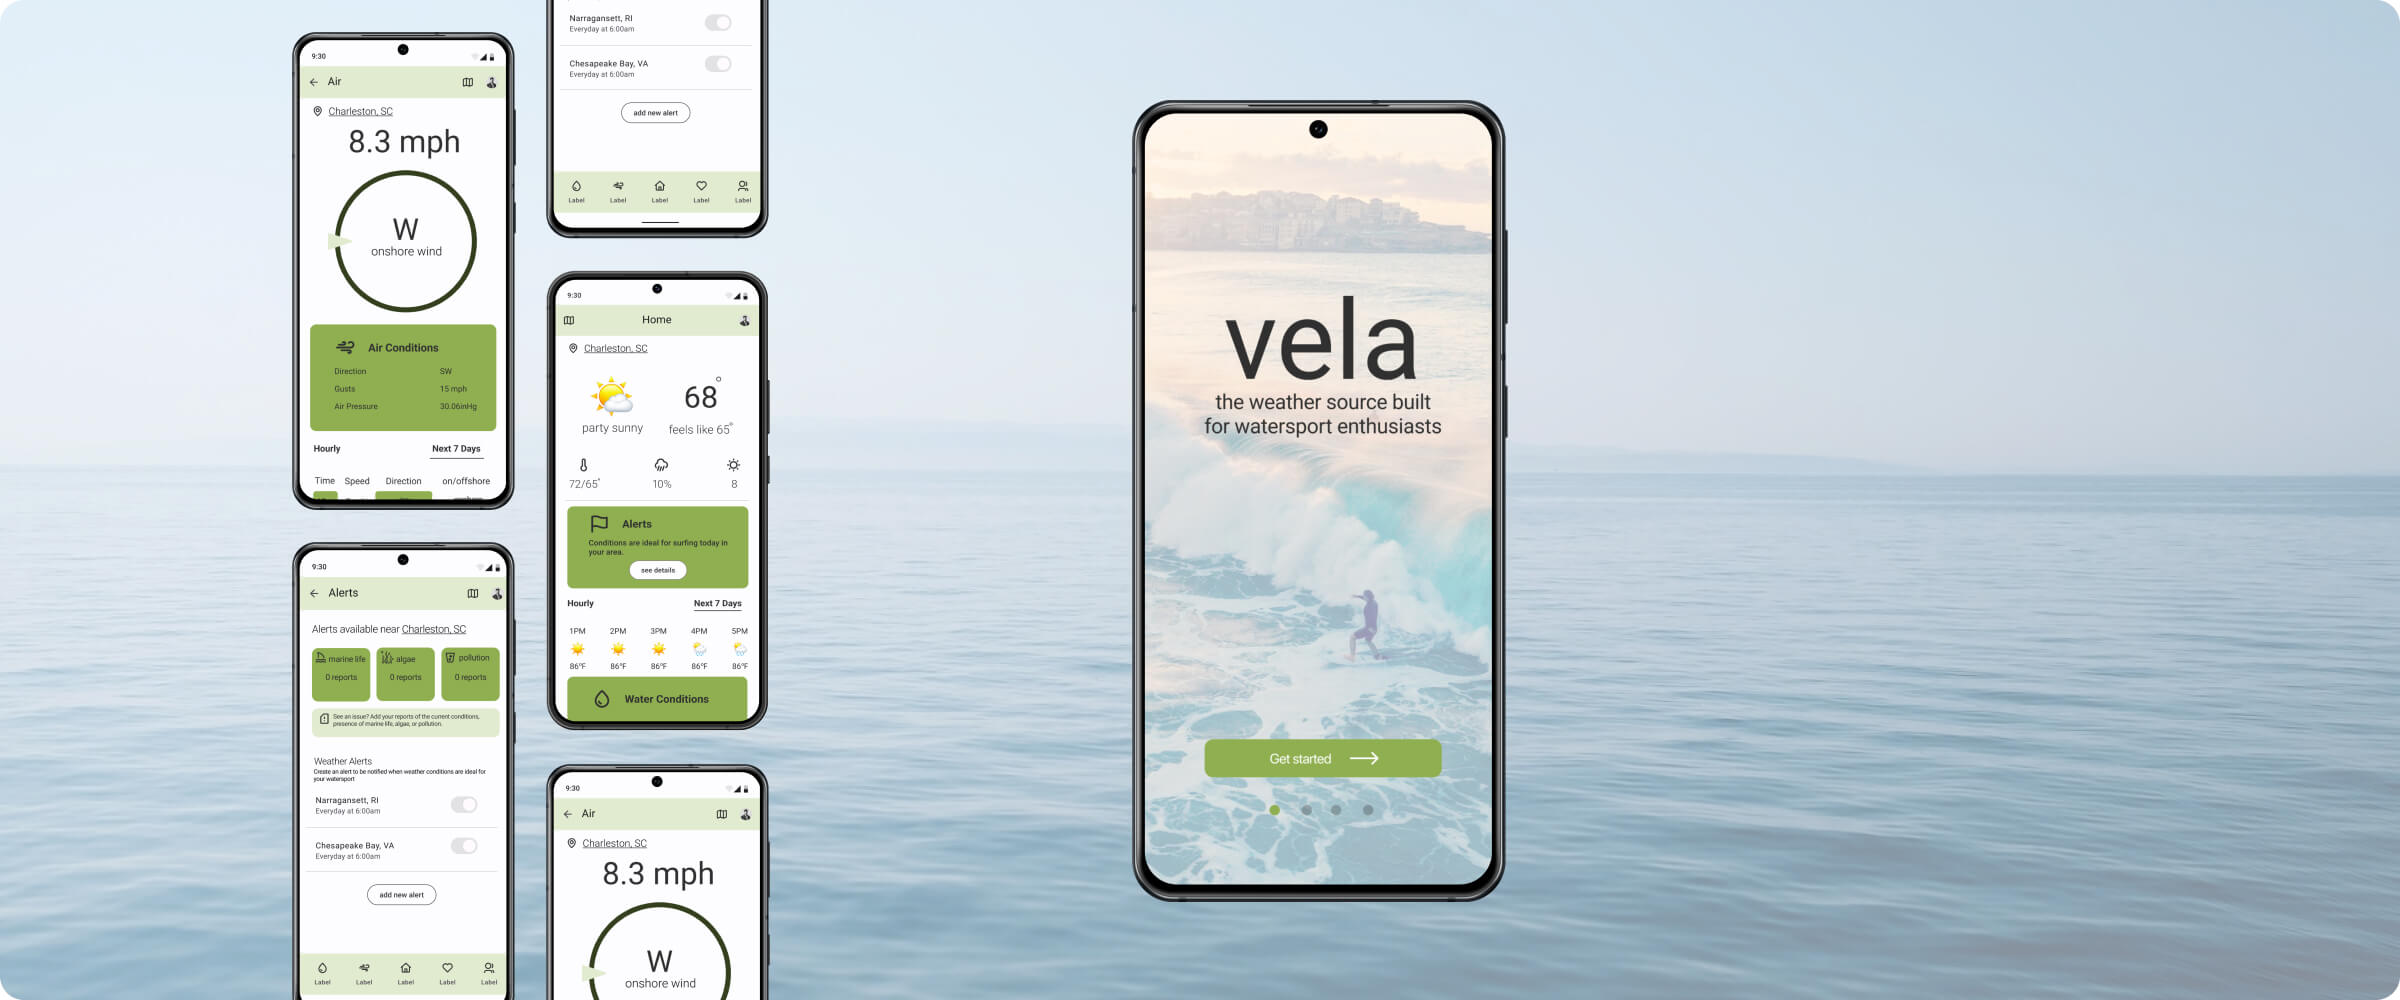 9:30
Air
Charleston, SC
8.3 mph
W
onshore wind
Air Conditions
Direction SW
Gusts 15 mph
Air Pressure 30.06inHg
Hourly Next 7 Days
Time Speed Direction on/offshore
9:30
Alerts
Alerts available near Charleston, SC
marine life
0 reports
algae
0 reports
pollution
0 reports
See an issue? Add your reports of the current conditions,
presence of marine life, algae, or pollution.
Weather Alerts
Create an alert to be notified when weather conditions are ideal for
your watersport
Narragansett, RI
Everyday at 6:00am
Chesapeake Bay, VA
Everyday at 6:00am
add new alert
Label Label Label Label Label
Narragansett, RI
Everyday at 6:00am
Chesapeake Bay, VA
Everyday at 6:00am
add new alert
Label Label Label Label Label
9:30
Home
Charleston, SC
68°
party sunny feels like 65°
72/65° 10% 8
Alerts
Conditions are ideal for surfing today in
your area.
see details
Hourly Next 7 Days
1PM 2PM 3PM 4PM 5PM
86°F 86°F 86°F 86°F 86°F
Water Conditions
9:30
Air
Charleston, SC
8.3 mph
W
onshore wind
vela
the weather source built
for watersport enthusiasts
Get started